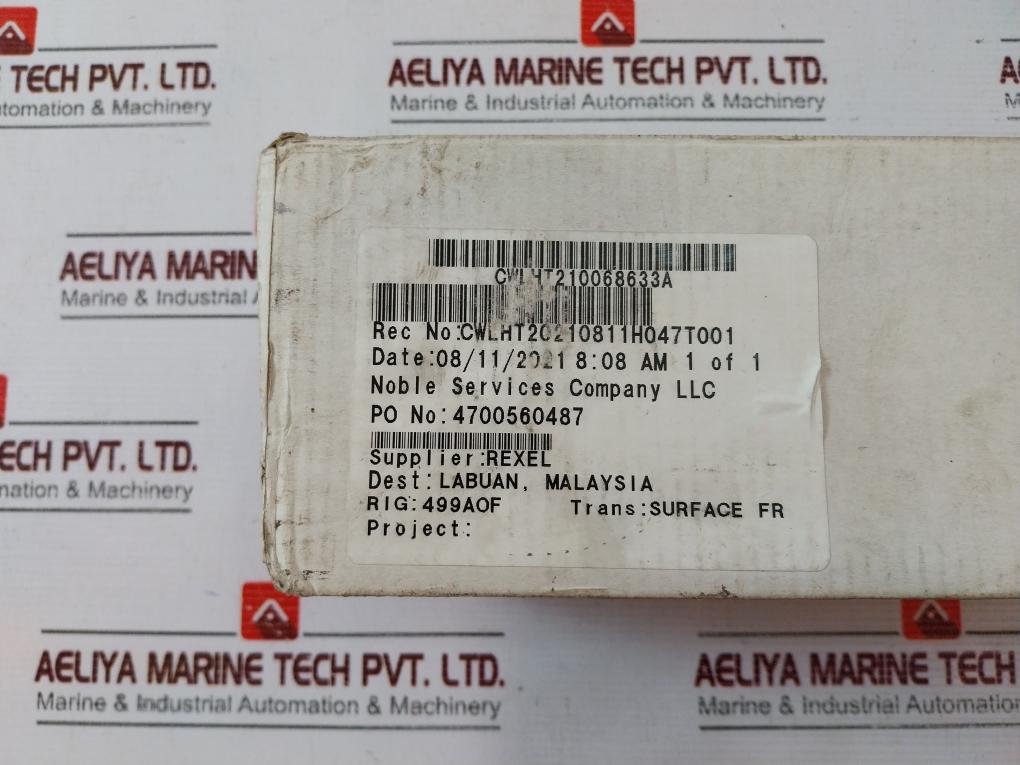 TECH PVT. LTD.
Automation & Machinery
AELIYA MARINE TECH PVT. LTD.
Marine & Industrial Automation & Machinery
AELIYA MARIN
Marine & Industrial
CWLHT210068633A
Rec No:CWLHT20210811H047T001
Date:08/11/2021 8:08 AM 1 of 1
Noble Services Company LLC
PO No:4700560487
Supplier:REXEL
Dest:LABUAN, MALAYSIA
RIG:499AOF Trans:SURFACE FR
Project:
ECH PVT. LTD.
mation & Machinery
AELIYA MARINE TECH PVT. LTD.
Marine & Industrial Automation & Machinery
AELIYA MARINE TECH
Marine & Industrial Automation